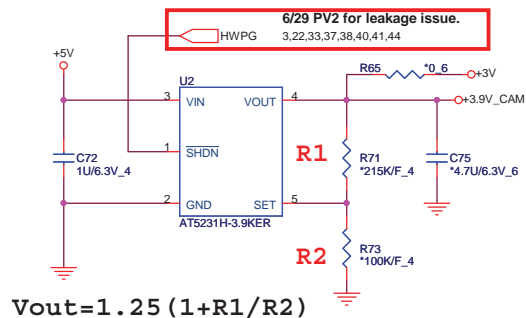 6/29 PV2 for leakage issue.
HWPG
3,22,33,37,38,40,41,44
+5V
R65
*0_6
+3V
U2
3
VIN
VOUT
4
+3.9V_CAM
C72
1U/6.3V_4
1
SHDN
R1
R71
*215K/F_4
C75
*4.7U/6.3V_6
2
GND
SET
5
AT5231H-3.9KER
R2
R73
*100K/F_4
Vout=1.25(1+R1/R2)